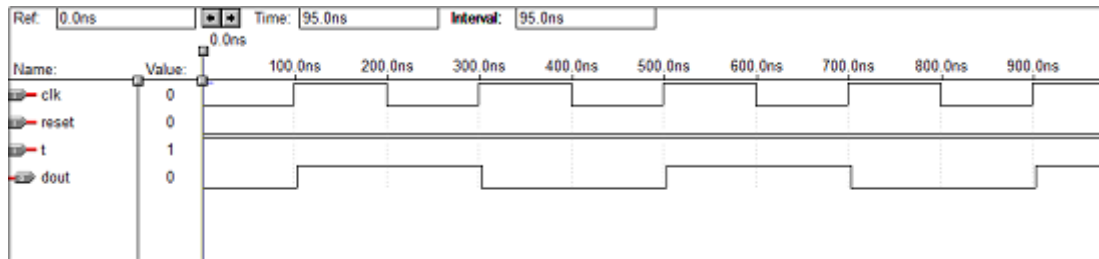 Ref: 0.0ns Time: 95.0ns Interval: 95.0ns
0.0ns
Name: Value: 100.0ns 200.0ns 300.0ns 400.0ns 500.0ns 600.0ns 700.0ns 800.0ns 900.0ns
clk 0
reset 0
t 1
dout 0